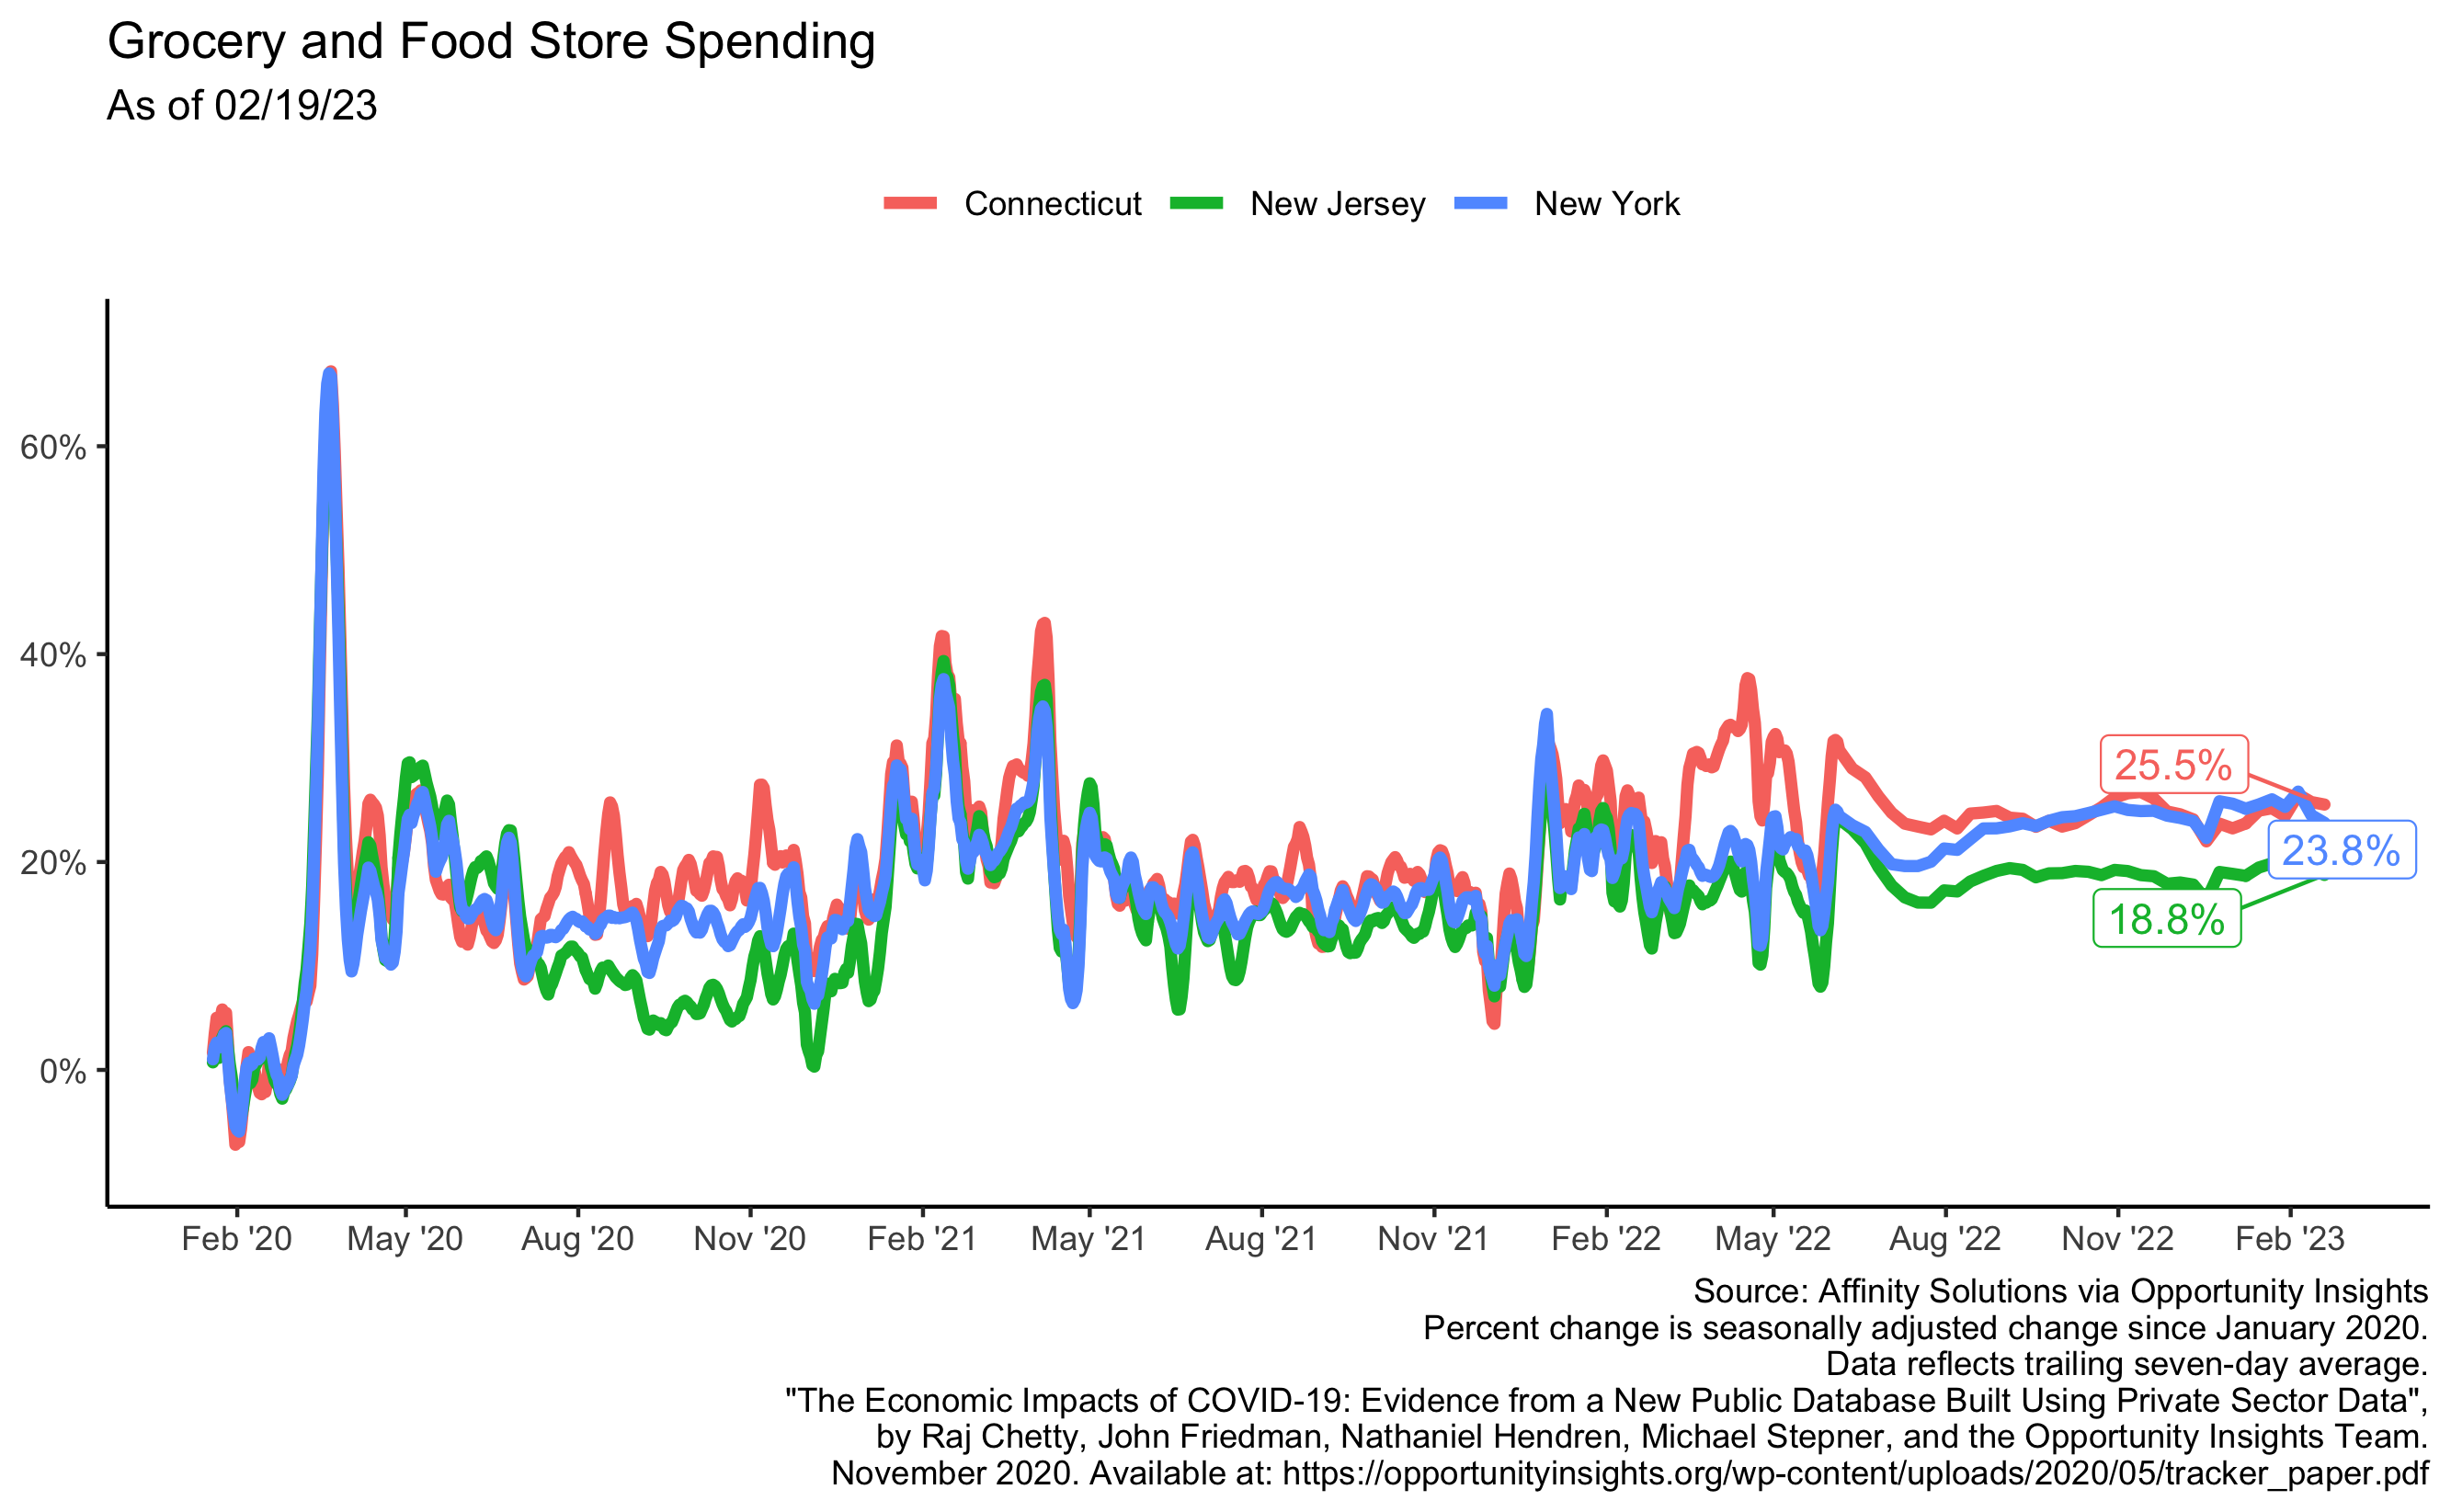 Grocery and Food Store Spending
As of 02/19/23
Connecticut New Jersey New York
60%
40%
20%
0%
25.5%
23.8%
18.8%
Feb '20 May '20 Aug '20 Nov '20 Feb '21 May '21 Aug '21 Nov '21 Feb '22 May '22 Aug '22 Nov '22 Feb '23
Source: Affinity Solutions via Opportunity Insights
Percent change is seasonally adjusted change since January 2020.
Data reflects trailing seven-day average.
"The Economic Impacts of COVID-19: Evidence from a New Public Database Built Using Private Sector Data",
by Raj Chetty, John Friedman, Nathaniel Hendren, Michael Stepner, and the Opportunity Insights Team.
November 2020. Available at: https://opportunityinsights.org/wp-content/uploads/2020/05/tracker_paper.pdf